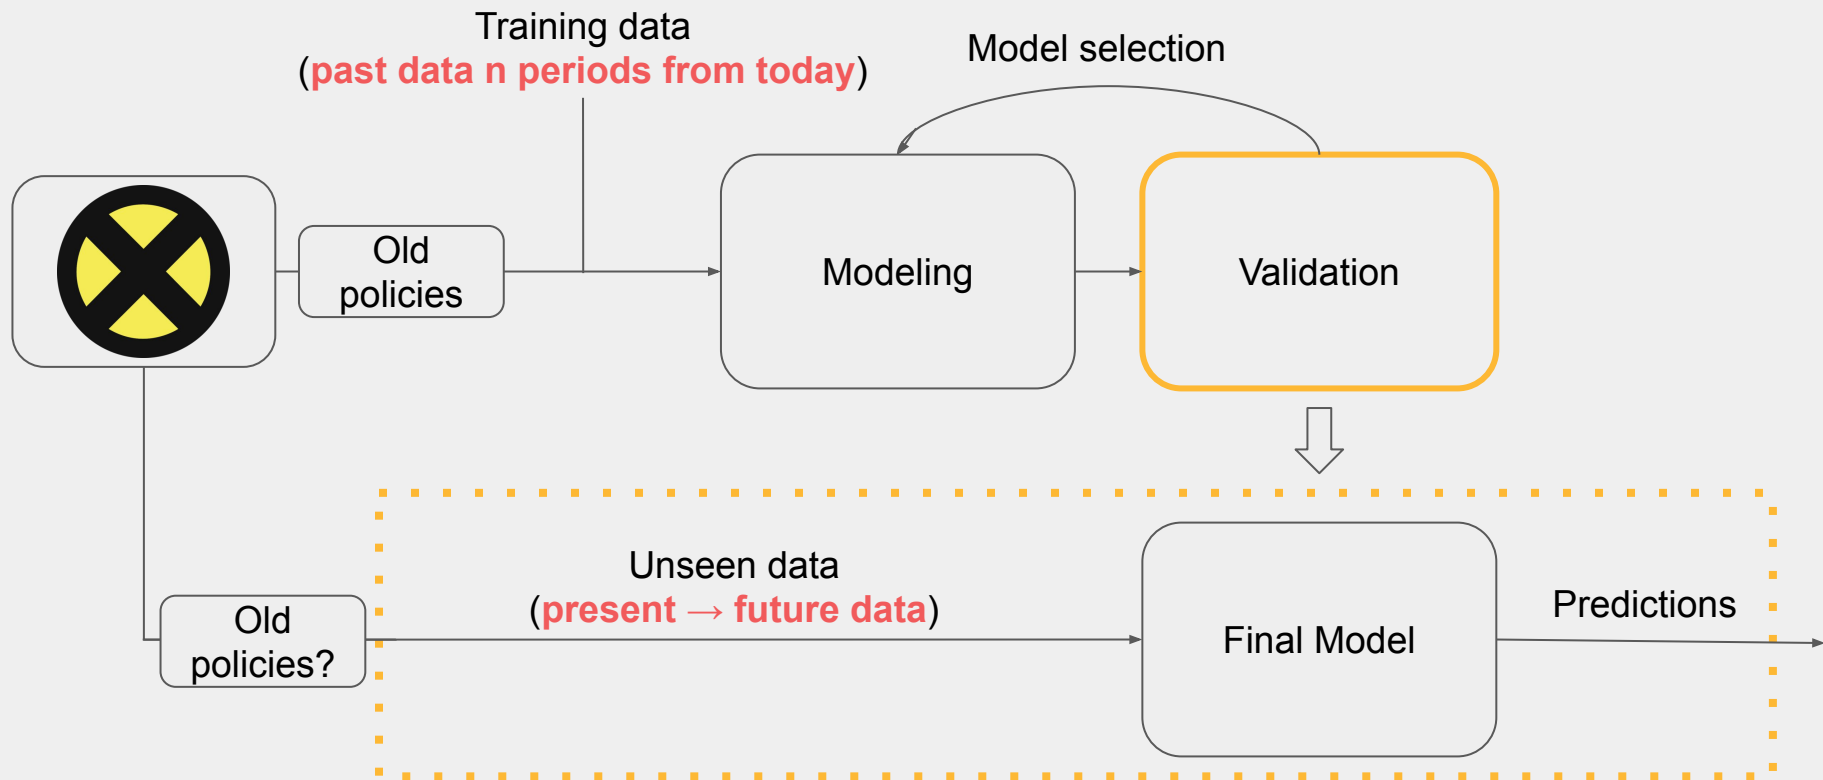 Training data
(past data n periods from today)
Model selection
Old
policies
Modeling
Validation
Unseen data
(present → future data)
Old
policies?
Final Model
Predictions